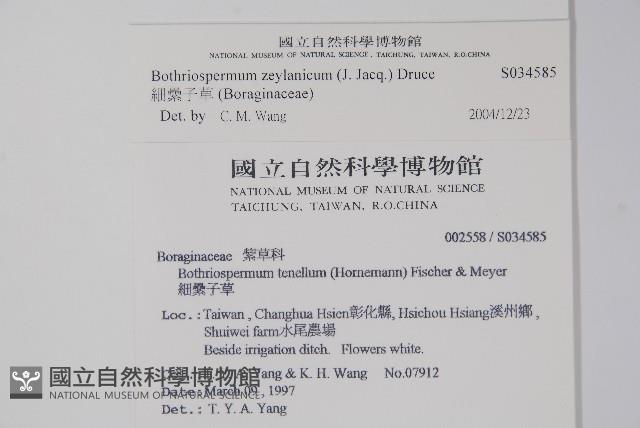 國立自然科學博物館
NATIONAL MUSEUM OF NATURAL SCIENCE, TAICHUNG, TAIWAN, R.O.CHINA
Bothriospermum zeylanicum (J. Jacq.) Druce S034585
細纍子草 (Boraginaceae)
Det. by C. M. Wang 2004/12/23
國立自然科學博物館
NATIONAL MUSEUM OF NATURAL SCIENCE
TAICHUNG, TAIWAN, R.O.CHINA
002558 / S034585
Boraginaceae 紫草科
Bothriospermum tenellum (Hornemann) Fischer & Meyer
細纍子草
Loc.:Taiwan, Changhua Hsien彰化縣, Hsichou Hsiang溪州鄉,
Shuiwei farm水尾農場
Beside irrigation ditch. Flowers white.
Yang & K. H. Wang No.07912
Date: March 09, 1997
Det.: T. Y. A. Yang
國立自然科學博物館
NATIONAL MUSEUM OF NATURAL SCIENCE